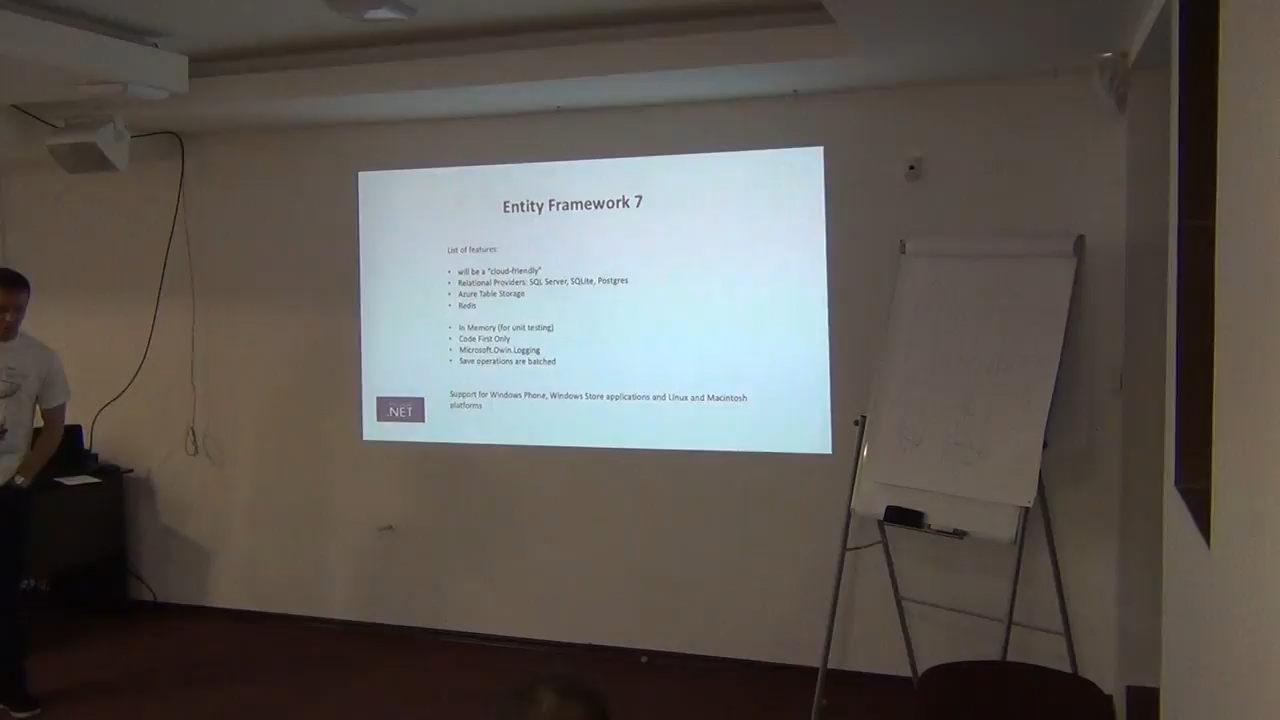 Entity Framework 7
List of features:
• will be a "cloud-friendly"
• Relational Providers: SQL Server, SQLite, Postgres
• Azure Table Storage
• Redis
• In Memory (for unit testing)
• Code First Only
• Microsoft.Owin.Logging
• Save operations are batched
Support for Windows Phone, Windows Store applications and Linux and Macintosh
platforms
.NET